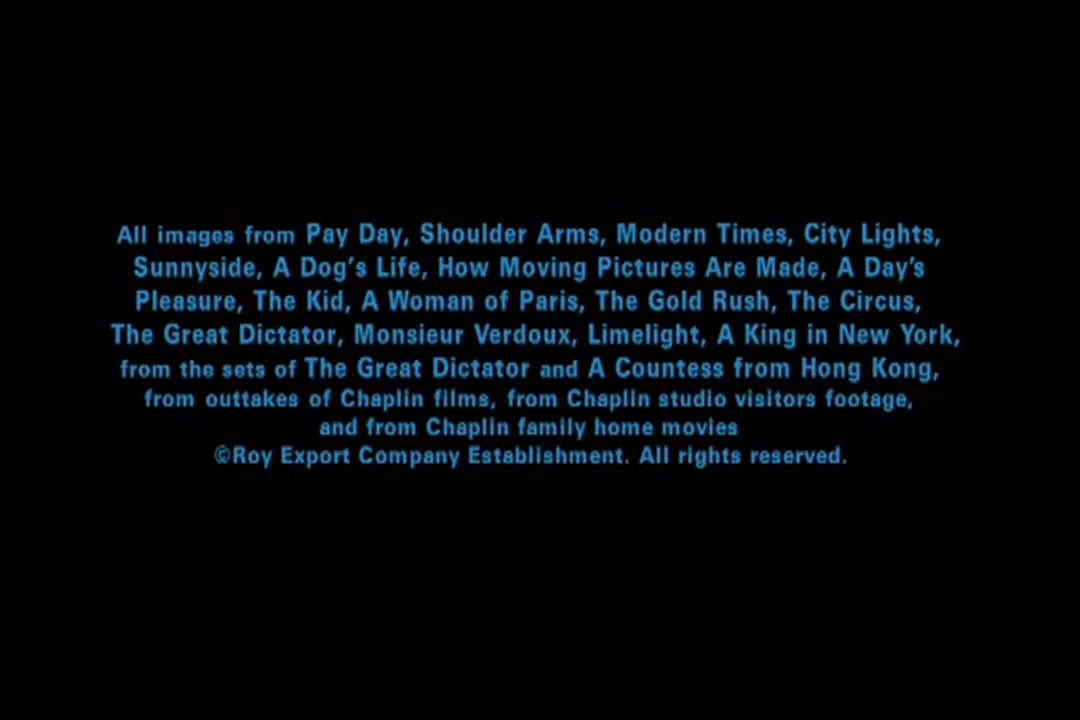 All images from Pay Day, Shoulder Arms, Modern Times, City Lights,
Sunnyside, A Dog's Life, How Moving Pictures Are Made, A Day's
Pleasure, The Kid, A Woman of Paris, The Gold Rush, The Circus,
The Great Dictator, Monsieur Verdoux, Limelight, A King in New York,
from the sets of The Great Dictator and A Countess from Hong Kong,
from outtakes of Chaplin films, from Chaplin studio visitors footage,
and from Chaplin family home movies
©Roy Export Company Establishment. All rights reserved.